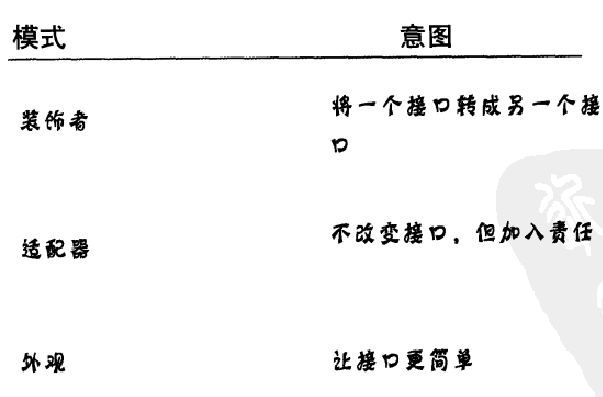 模式 意图
装饰者 将一个接口转成另一个接
口
适配器 不改变接口，但加入责任
外观 让接口更简单